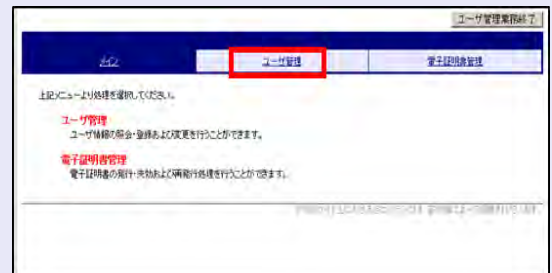 ユーザ管理業務終了
メイン
ユーザ管理
電子証明書管理
上記メニューより処理を選択してください。
ユーザ管理
ユーザ情報の照会・登録および変更を行うことができます。
電子証明書管理
電子証明書の発行・失効および再発行処理を行うことができます。